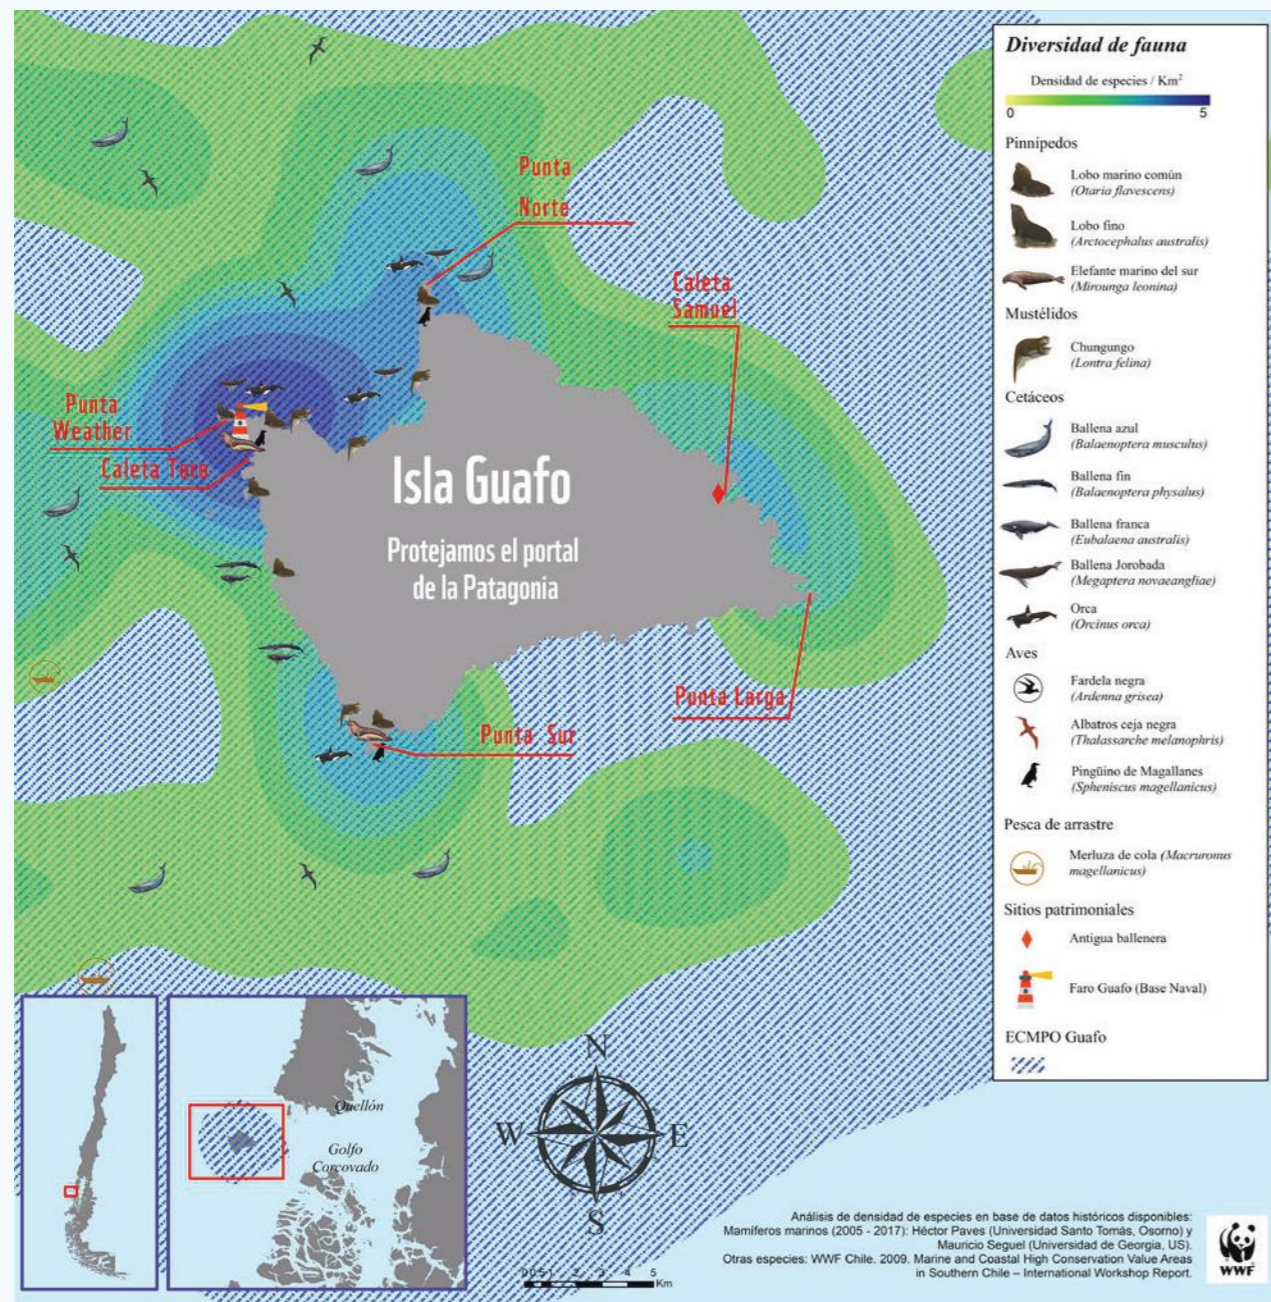 Punta
Norte
Caleta
Samuel
Punta
Weather
Caleta Toro
Isla Guafo
Protejamos el portal
de la Patagonia
Punta Larga
Punta Sur
Diversidad de fauna
Densidad de especies / Km²
0 5
Pinnípedos
Lobo marino común
(Otaria flavescens)
Lobo fino
(Arctocephalus australis)
Elefante marino del sur
(Mirounga leonina)
Mustélidos
Chungungo
(Lontra felina)
Cetáceos
Ballena azul
(Balaenoptera musculus)
Ballena fin
(Balaenoptera physalus)
Ballena franca
(Eubalaena australis)
Ballena Jorobada
(Megaptera novaeangliae)
Orca
(Orcinus orca)
Aves
Fardela negra
(Ardenna grisea)
Albatros ceja negra
(Thalassarche melanophris)
Pingüino de Magallanes
(Spheniscus magellanicus)
Pesca de arrastre
Merluza de cola (Macruronus
magellanicus)
Sitios patrimoniales
Antigua ballenera
Faro Guafo (Base Naval)
ECMPO Guafo
Quellón
Golfo
Corcovado
N
W E
S
0 0.5 1 2 3 4 5
Km
Análisis de densidad de especies en base de datos históricos disponibles:
Mamíferos marinos (2005 - 2017): Héctor Paves (Universidad Santo Tomás, Osorno) y
Mauricio Seguel (Universidad de Georgia, US).
Otras especies: WWF Chile. 2009. Marine and Coastal High Conservation Value Areas
in Southern Chile – International Workshop Report.
WWF